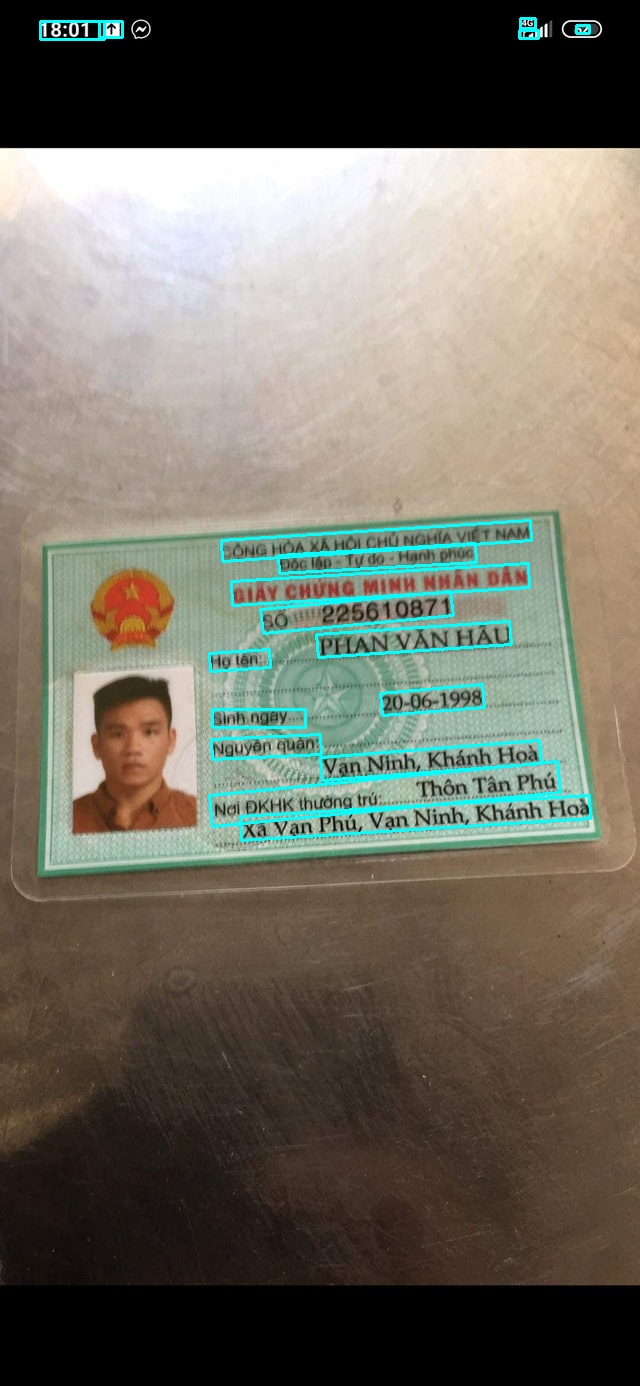 18:01
4G
52
CỘNG HÒA XÃ HỘI CHỦ NGHĨA VIỆT NAM
Độc lập - Tự do - Hạnh phúc
GIẤY CHỨNG MINH NHÂN DÂN
SỐ 225610871
Họ tên: PHAN VĂN HẬU
Sinh ngày... 20-06-1998
Nguyên quán:
Vạn Ninh, Khánh Hoà
Nơi ĐKHK thường trú: Thôn Tân Phú
Xã Vạn Phú, Vạn Ninh, Khánh Hoà